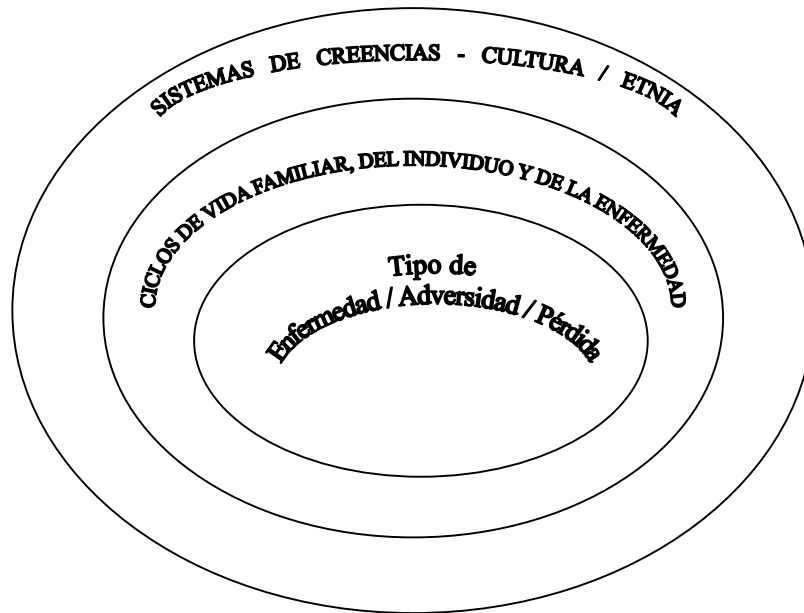 SISTEMAS DE CREENCIAS - CULTURA / ETNIA
CICLOS DE VIDA FAMILIAR, DEL INDIVIDUO Y DE LA ENFERMEDAD
Tipo de
Enfermedad / Adversidad / Pérdida